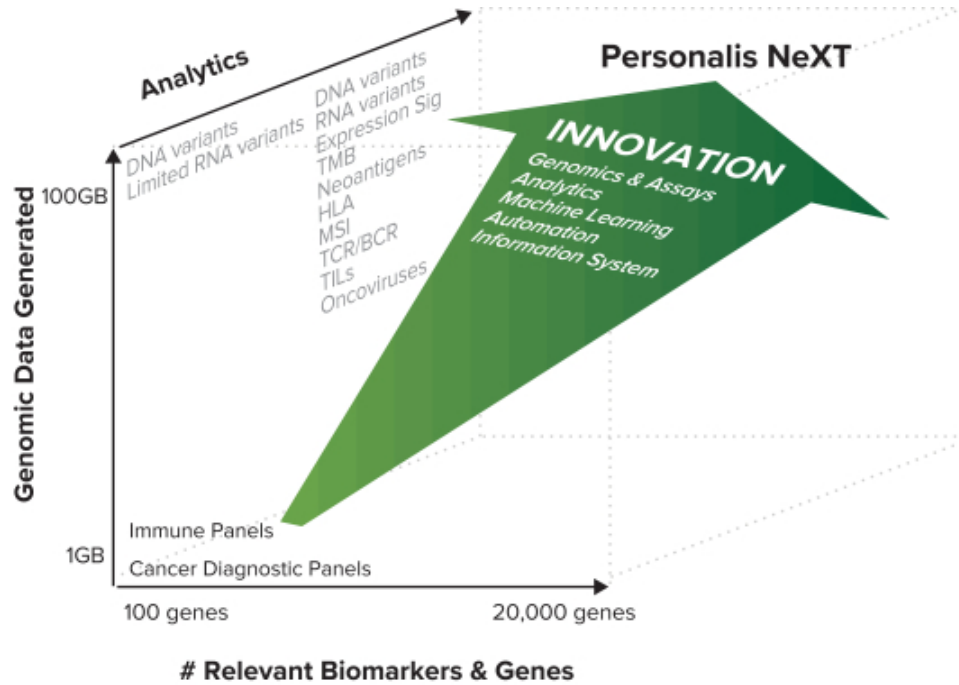 Analytics
Personalis NeXT
DNA variants
Limited RNA variants
DNA variants
RNA variants
Expression Sig
TMB
Neoantigens
HLA
MSI
TCR/BCR
TILs
Oncoviruses
INNOVATION
Genomics & Assays
Analytics
Machine Learning
Automation
Information System
Genomic Data Generated
100GB
1GB
Immune Panels
Cancer Diagnostic Panels
100 genes
20,000 genes
# Relevant Biomarkers & Genes